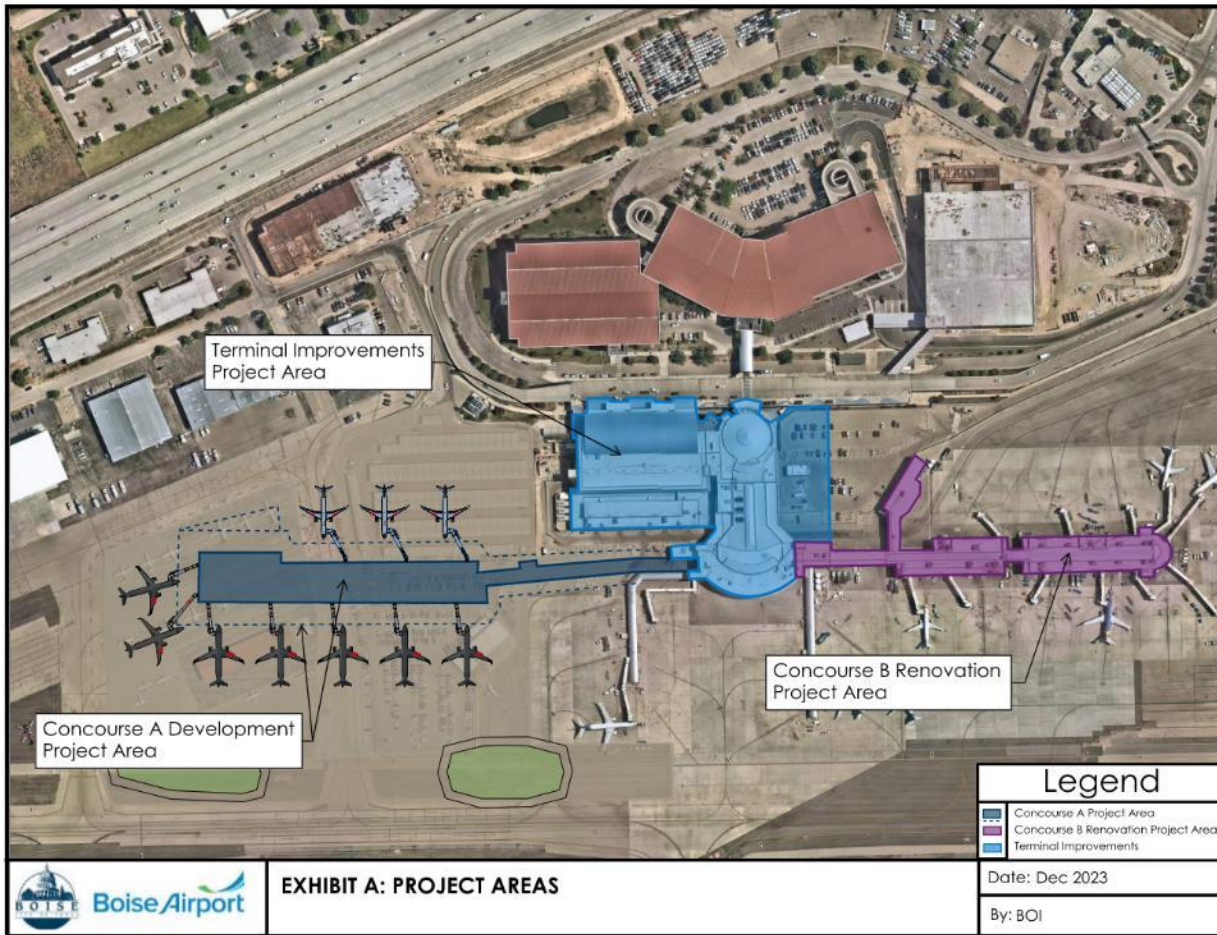 Terminal Improvements
Project Area
Concourse B Renovation
Project Area
Concourse A Development
Project Area
Legend
Concourse A Project Area
Concourse B Renovation Project Area
Terminal Improvements
BOISE
Boise Airport
EXHIBIT A: PROJECT AREAS
Date: Dec 2023
By: BOI